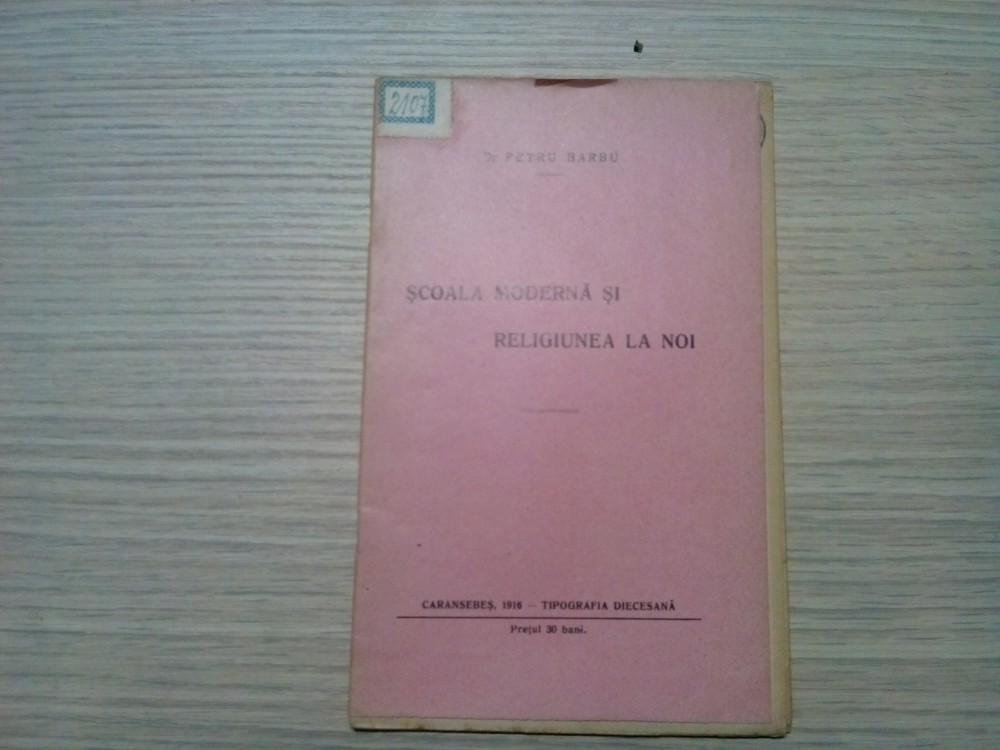 2107
Dr PETRU BARBU
ȘCOALA MODERNĂ ȘI
RELIGIUNEA LA NOI
CARANSEBEȘ, 1916 — TIPOGRAFIA DIECESANĂ
Prețul 30 bani.